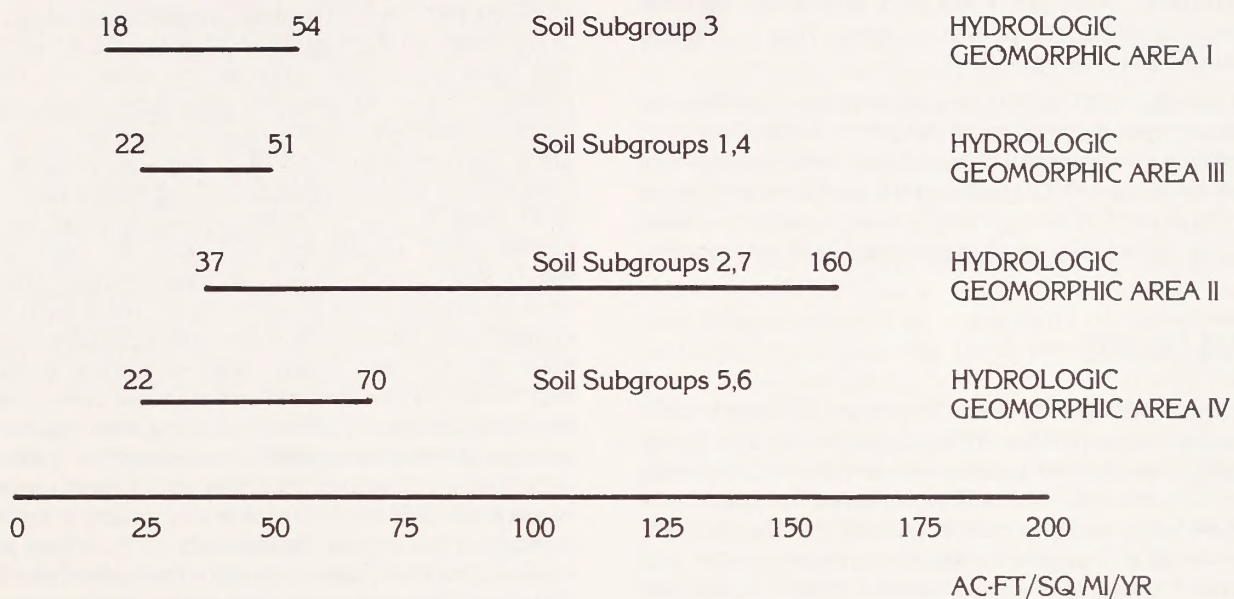 18 54 Soil Subgroup 3 HYDROLOGIC
GEOMORPHIC AREA I
22 51 Soil Subgroups 1,4 HYDROLOGIC
GEOMORPHIC AREA III
37 Soil Subgroups 2,7 160 HYDROLOGIC
GEOMORPHIC AREA II
22 70 Soil Subgroups 5,6 HYDROLOGIC
GEOMORPHIC AREA IV
0 25 50 75 100 125 150 175 200
AC-FT/SQ MI/YR